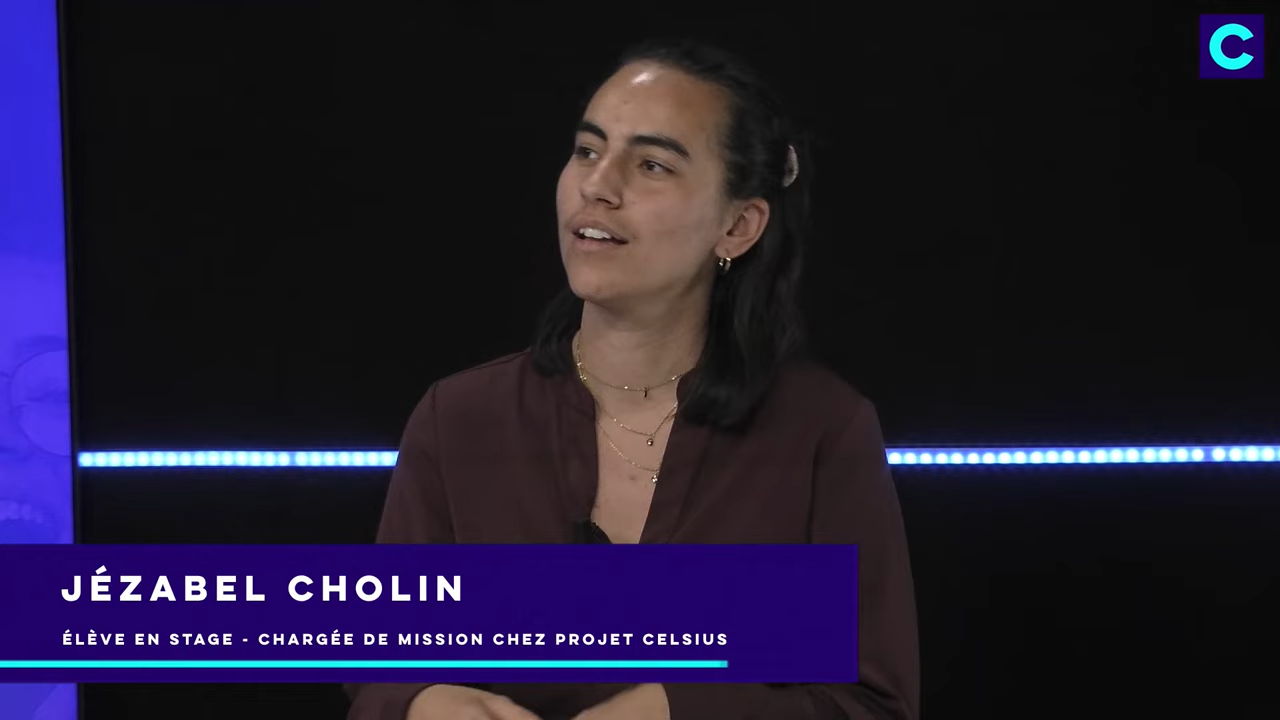 C
JÉZABEL CHOLIN
ÉLÈVE EN STAGE - CHARGÉE DE MISSION CHEZ PROJET CELSIUS